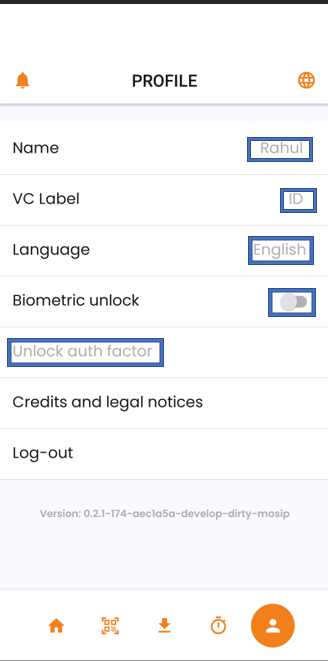 PROFILE
Name Rahul
VC Label ID
Language English
Biometric unlock
Unlock auth factor
Credits and legal notices
Log-out
Version: 0.2.1-174-aec1a5a-develop-dirty-mosip